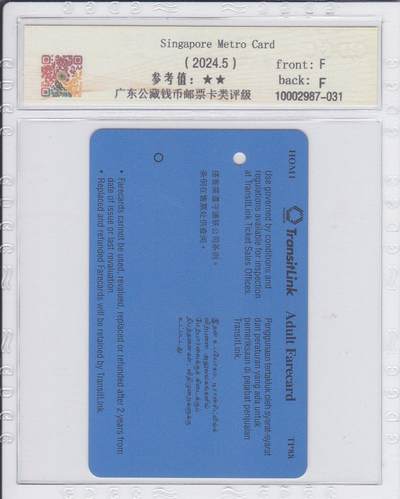 Singapore Metro Card
(2024.5)
参考值: ★★
广东公藏钱币邮票卡类评级
front: F
back: F
10002987-031
HOM1
TransitLink Adult Farecard
TP88
Use governed by conditions and
regulations available for inspection
at TransitLink Ticket Sales Offices.
Penggunaan tertakluk oleh syarat-syarat
dan peraturan yang ada untuk
pemeriksaan di pejabat penjualan
TransitLink.
• Farecards cannot be used, revalued, replaced or refunded after 2 years from
date of issue or last revaluation.
• Replaced and refunded Farecards will be retained by TransitLink.